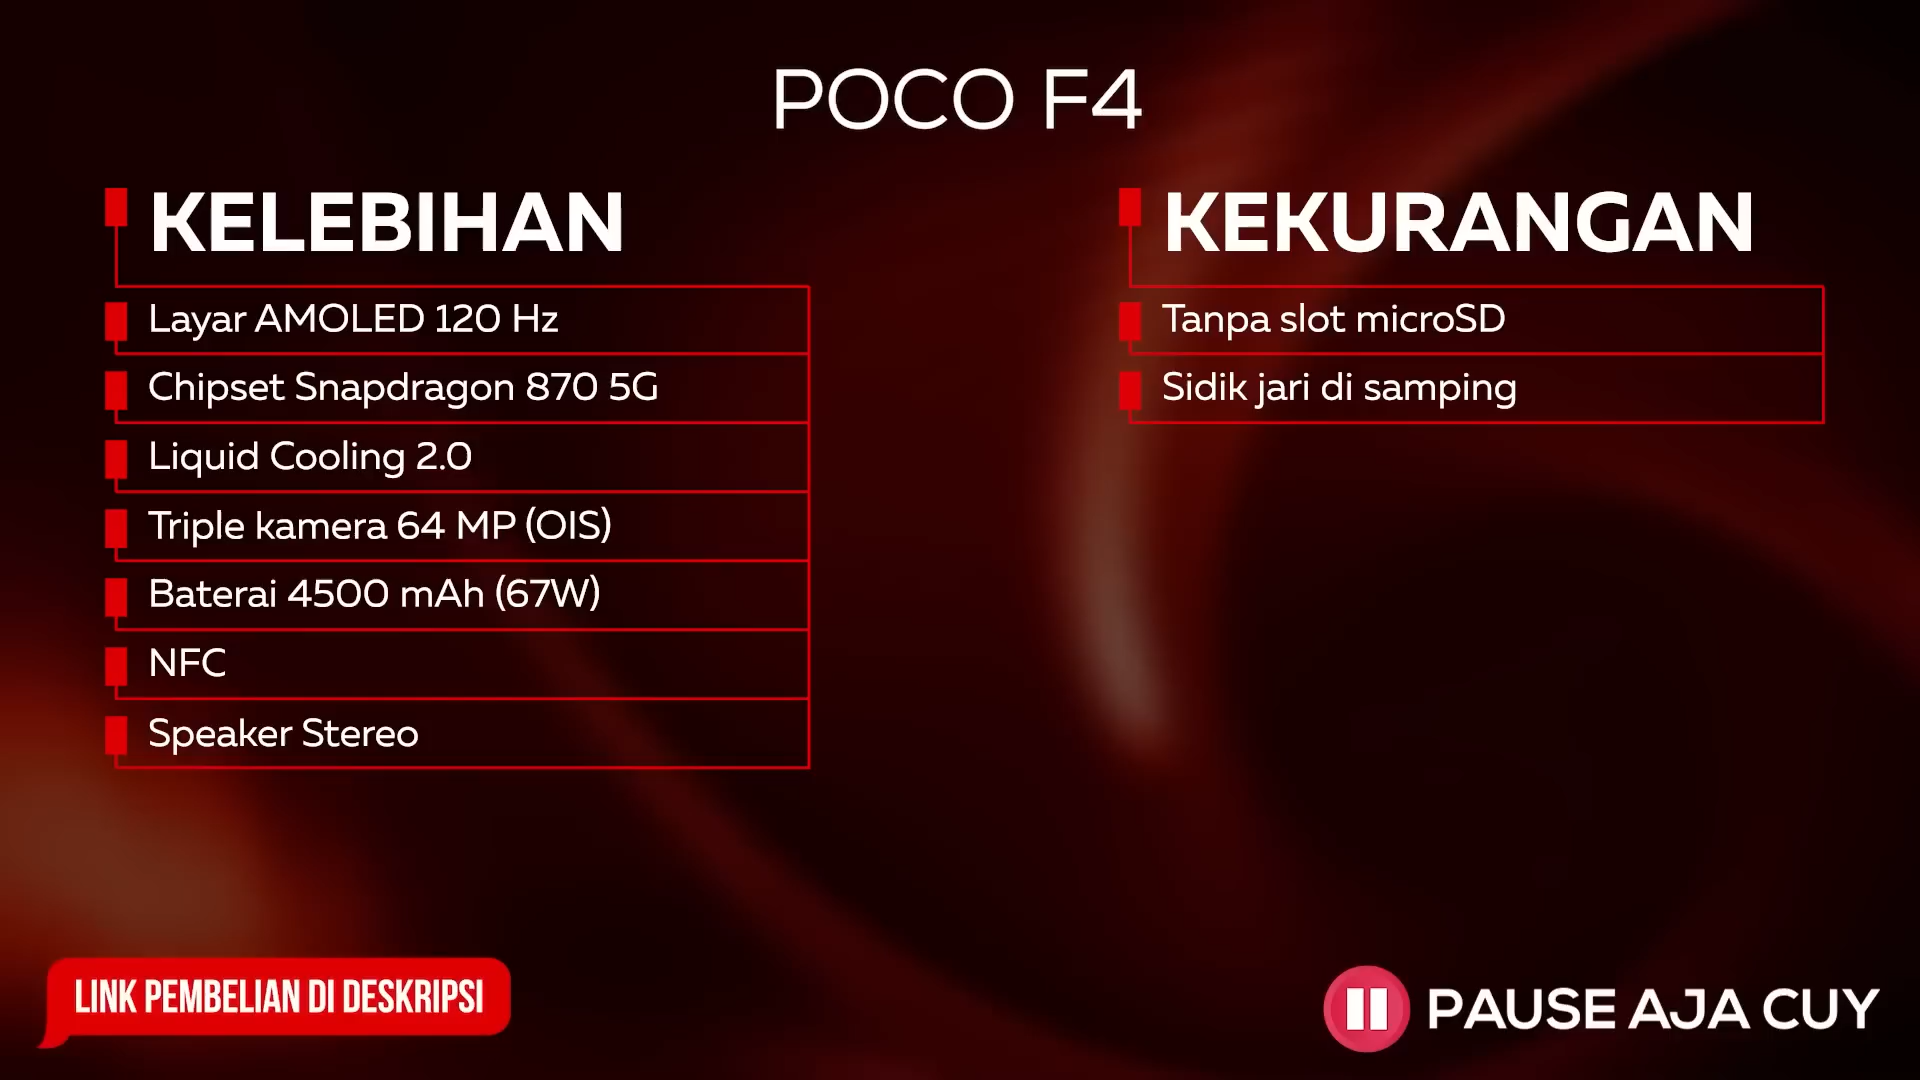 POCO F4
KELEBIHAN
Layar AMOLED 120 Hz
Chipset Snapdragon 870 5G
Liquid Cooling 2.0
Triple kamera 64 MP (OIS)
Baterai 4500 mAh (67W)
NFC
Speaker Stereo
KEKURANGAN
Tanpa slot microSD
Sidik jari di samping
LINK PEMBELIAN DI DESKRIPSI
PAUSE AJA CUY